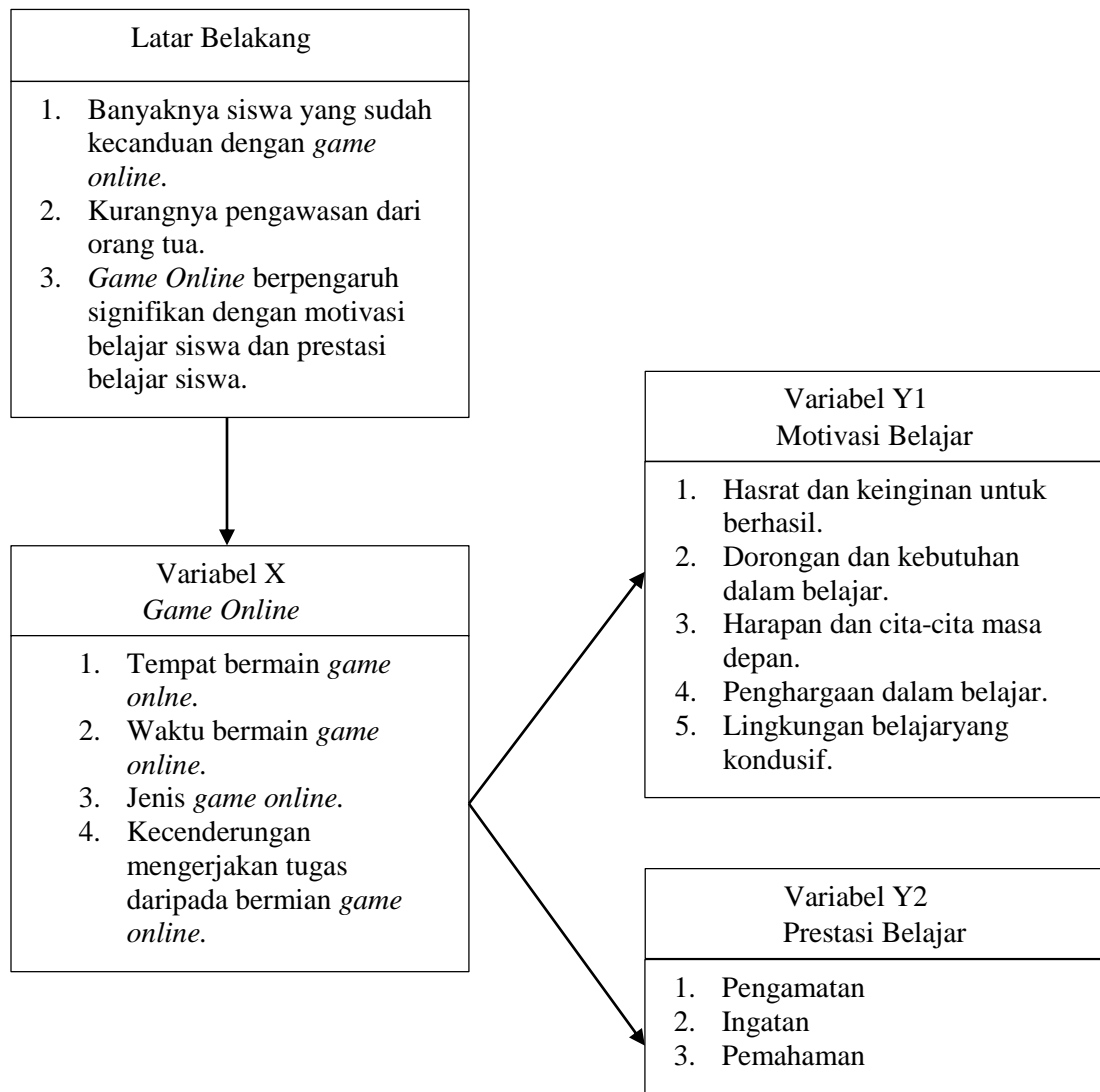 Latar Belakang
1. Banyaknya siswa yang sudah
kecanduan dengan game
online.
2. Kurangnya pengawasan dari
orang tua.
3. Game Online berpengaruh
signifikan dengan motivasi
belajar siswa dan prestasi
belajar siswa.
Variabel X
Game Online
1. Tempat bermain game
onlne.
2. Waktu bermain game
online.
3. Jenis game online.
4. Kecenderungan
mengerjakan tugas
daripada bermian game
online.
Variabel Y1
Motivasi Belajar
1. Hasrat dan keinginan untuk
berhasil.
2. Dorongan dan kebutuhan
dalam belajar.
3. Harapan dan cita-cita masa
depan.
4. Penghargaan dalam belajar.
5. Lingkungan belajaryang
kondusif.
Variabel Y2
Prestasi Belajar
1. Pengamatan
2. Ingatan
3. Pemahaman